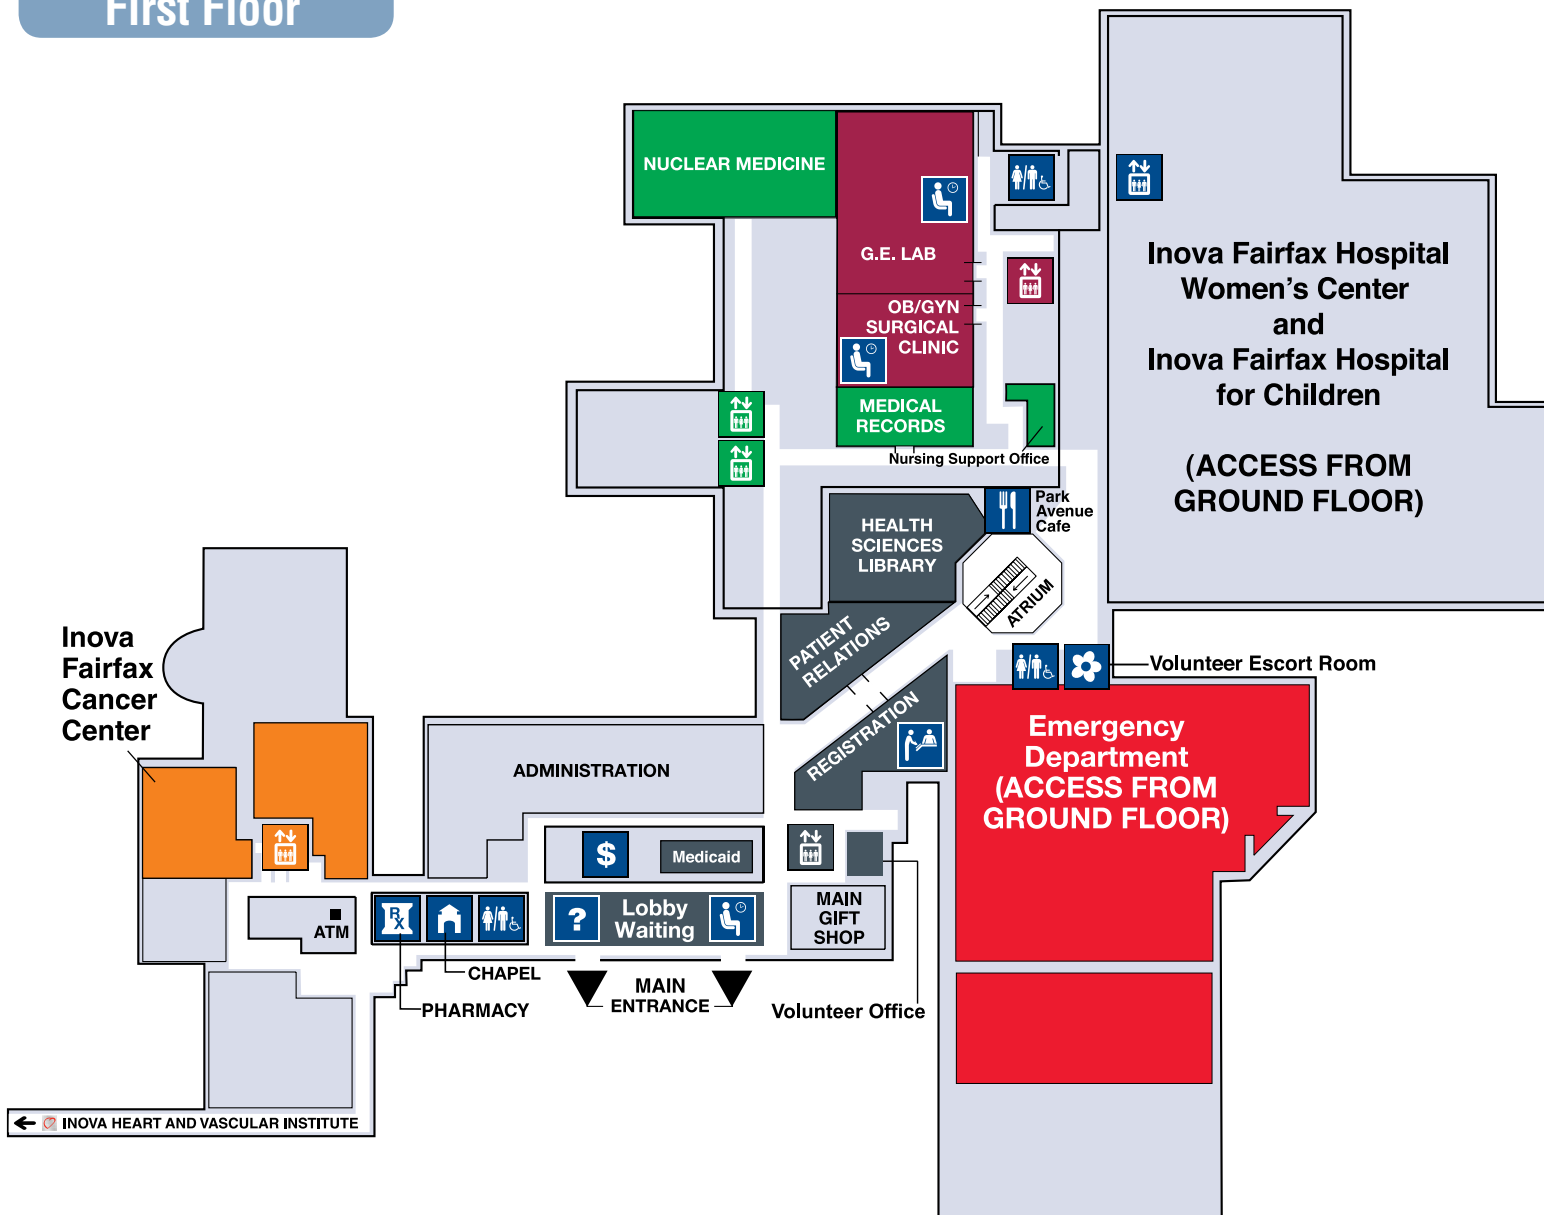 First Floor
NUCLEAR MEDICINE
G.E. LAB
OB/GYN
SURGICAL
CLINIC
MEDICAL
RECORDS
Nursing Support Office
Inova Fairfax Hospital
Women's Center
and
Inova Fairfax Hospital
for Children
(ACCESS FROM
GROUND FLOOR)
Park
Avenue
Cafe
HEALTH
SCIENCES
LIBRARY
ATRIUM
PATIENT
RELATIONS
REGISTRATION
Volunteer Escort Room
Inova
Fairfax
Cancer
Center
Emergency
Department
(ACCESS FROM
GROUND FLOOR)
ADMINISTRATION
$
Medicaid
ATM
RX
?
Lobby
Waiting
MAIN
GIFT
SHOP
CHAPEL
PHARMACY
MAIN
ENTRANCE
Volunteer Office
INOVA HEART AND VASCULAR INSTITUTE